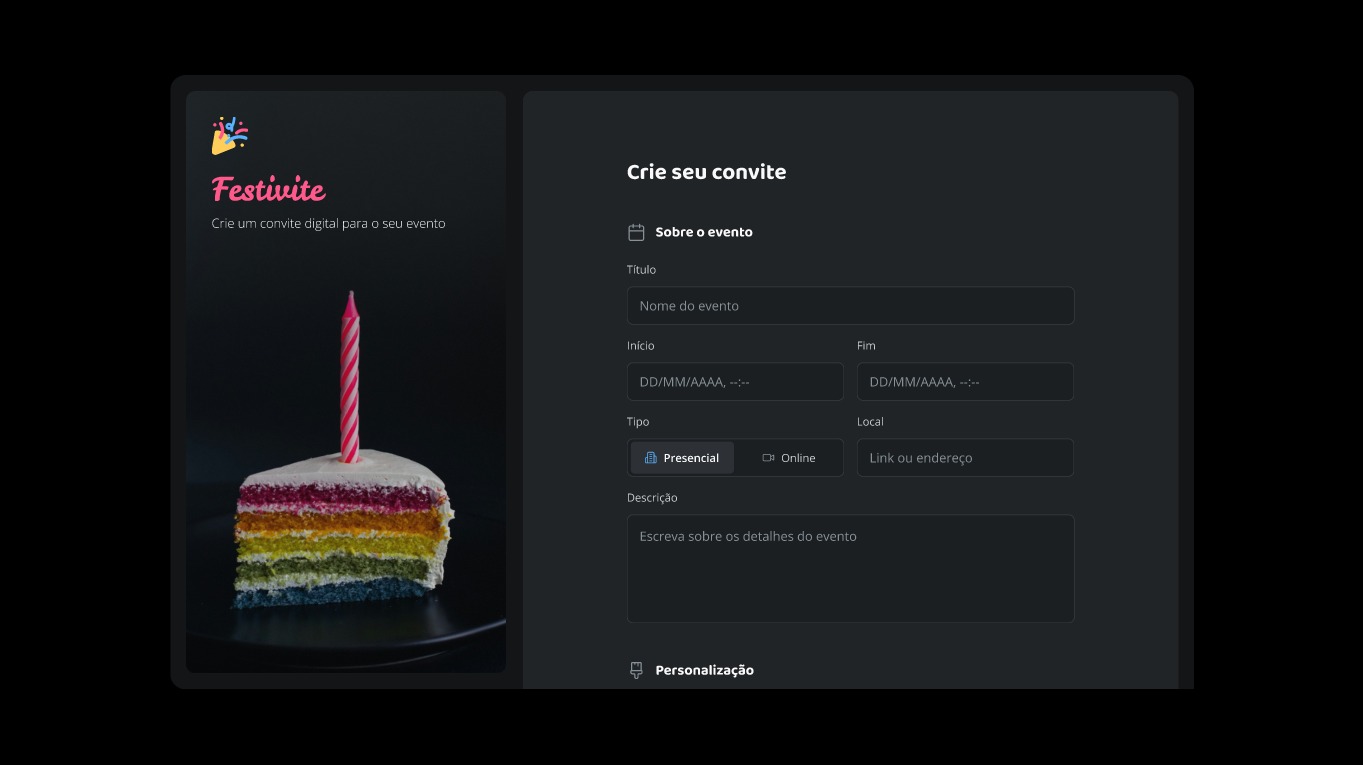 Festivite
Crie um convite digital para o seu evento
Crie seu convite
Sobre o evento
Título
Nome do evento
Início
Fim
DD/MM/AAAA, --:--
DD/MM/AAAA, --:--
Tipo
Local
Presencial
Online
Link ou endereço
Descrição
Escreva sobre os detalhes do evento
Personalização